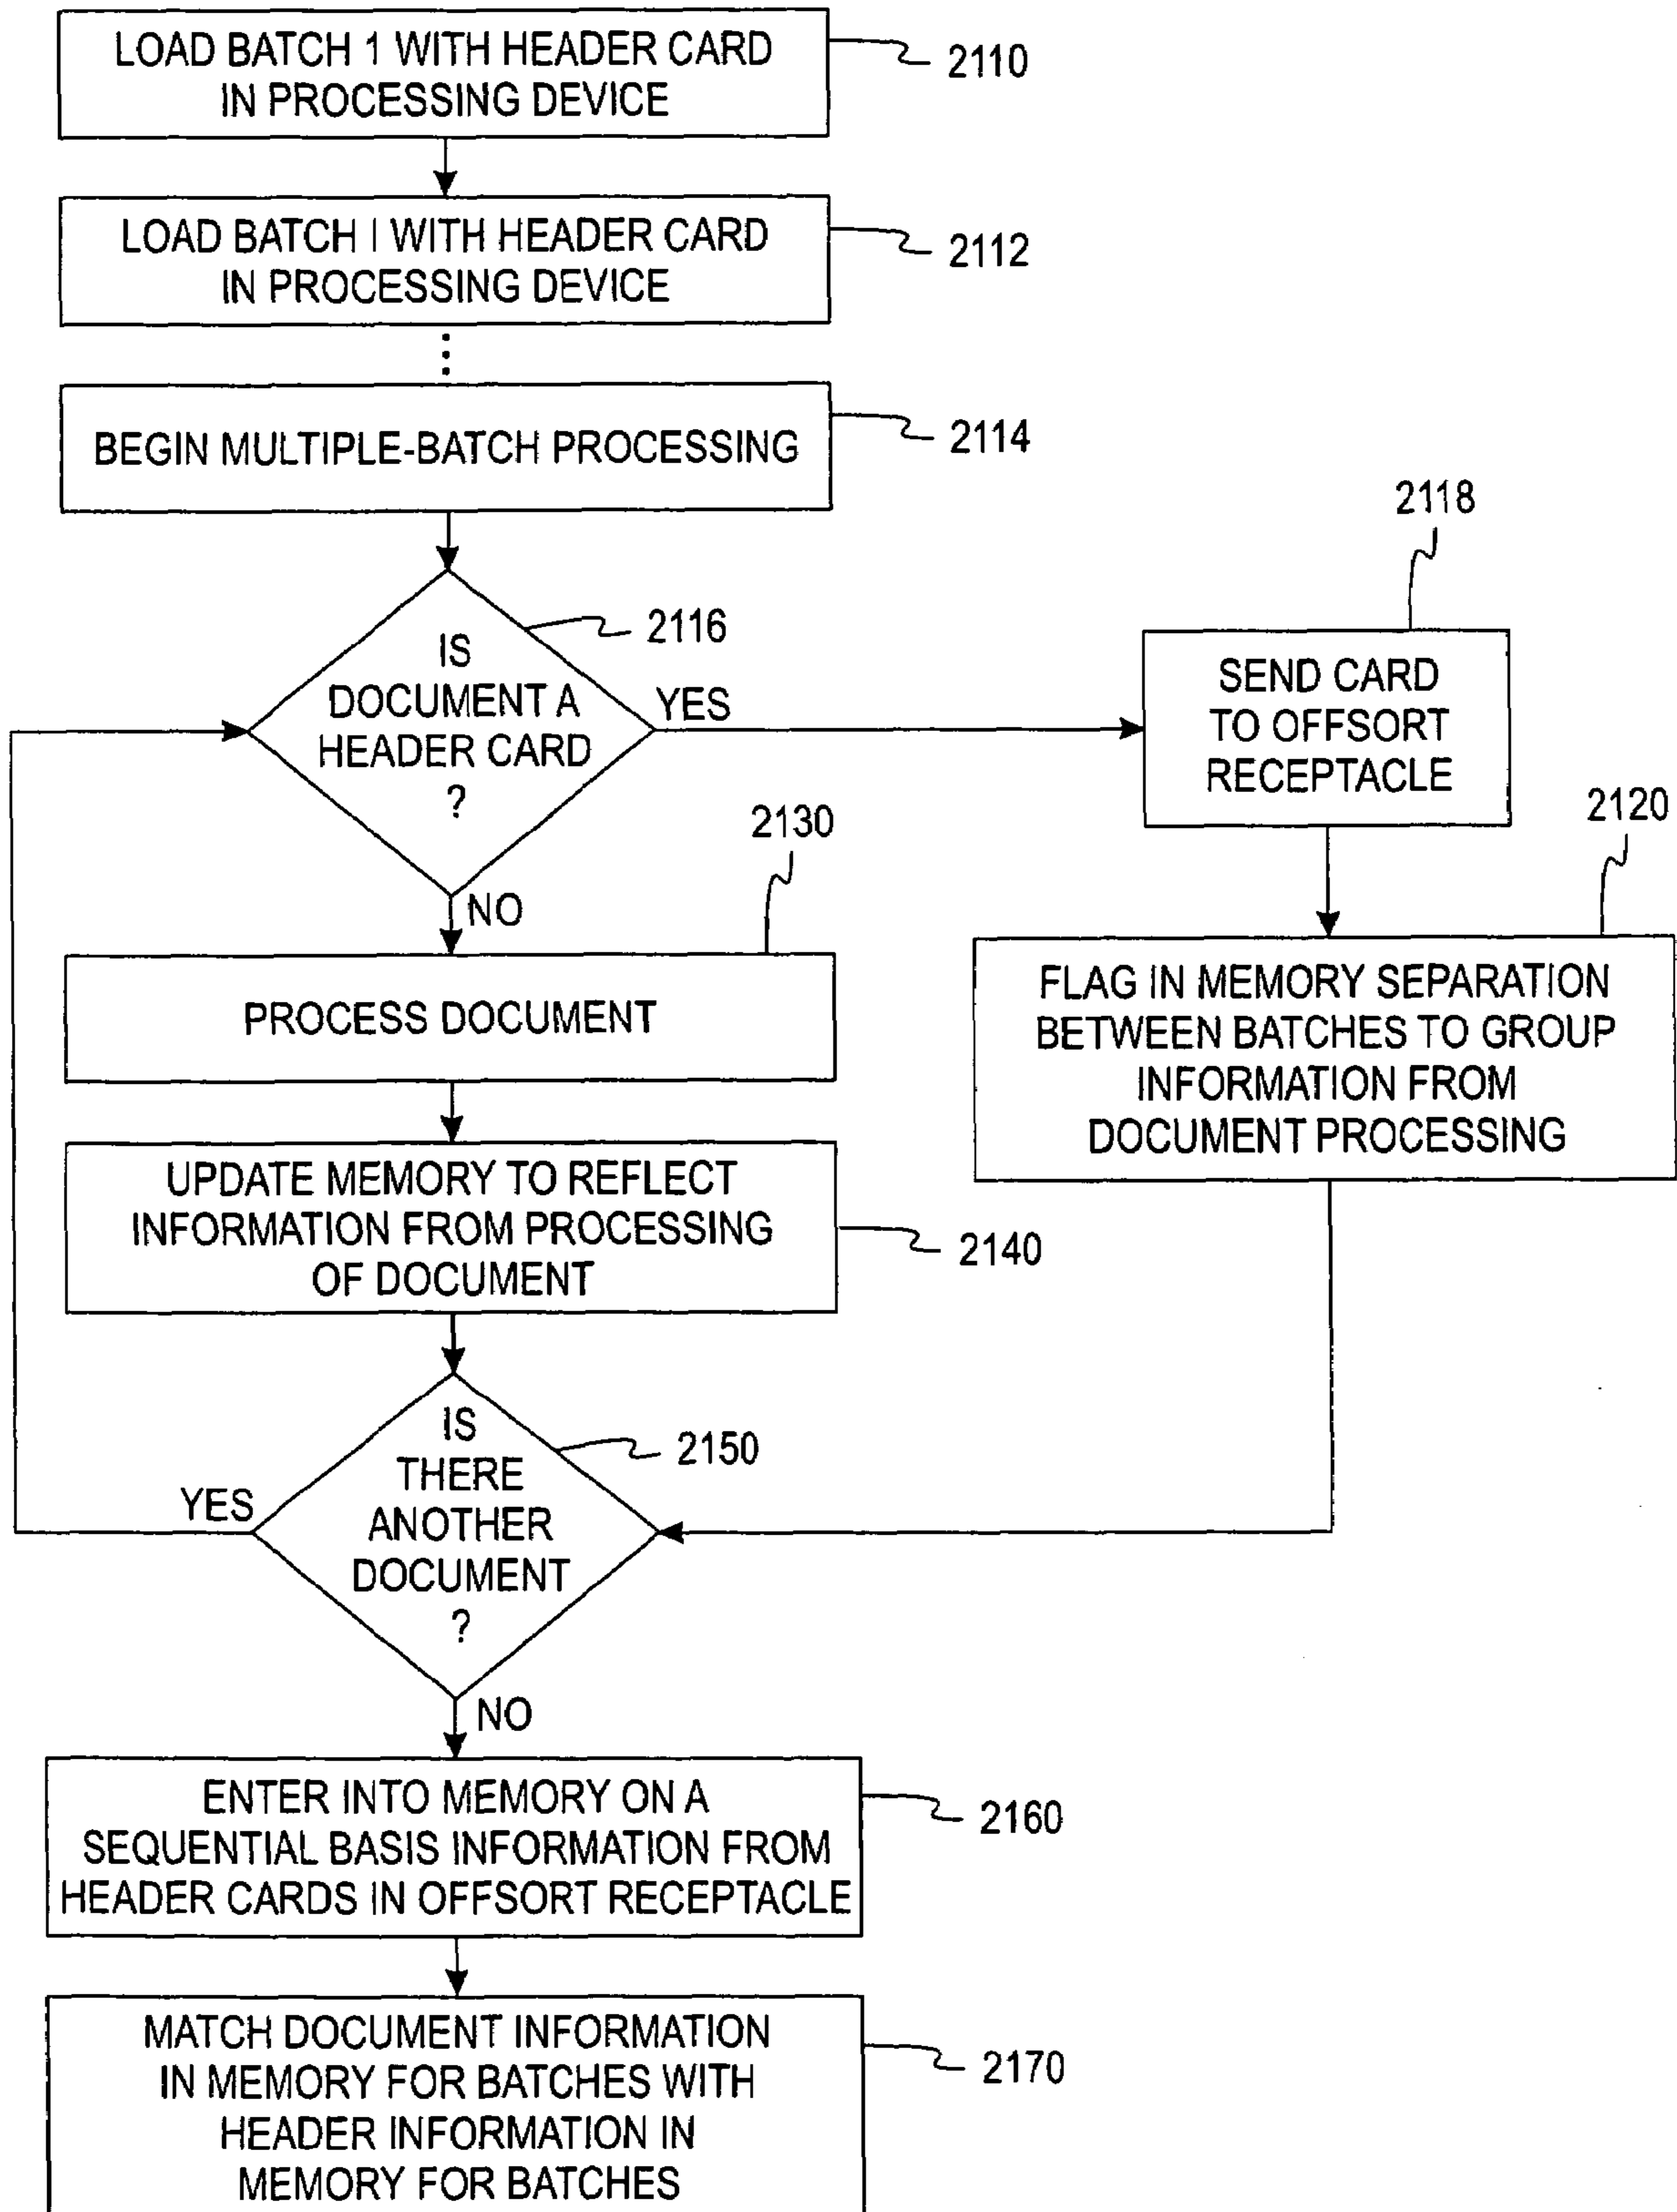 LOAD BATCH 1 WITH HEADER CARD
IN PROCESSING DEVICE
2110
LOAD BATCH I WITH HEADER CARD
IN PROCESSING DEVICE
2112
BEGIN MULTIPLE-BATCH PROCESSING
2114
IS
DOCUMENT A
HEADER CARD
?
2116
YES
2118
SEND CARD
TO OFFSORT
RECEPTACLE
2120
FLAG IN MEMORY SEPARATION
BETWEEN BATCHES TO GROUP
INFORMATION FROM
DOCUMENT PROCESSING
NO
2130
PROCESS DOCUMENT
UPDATE MEMORY TO REFLECT
INFORMATION FROM PROCESSING
OF DOCUMENT
2140
IS
THERE
ANOTHER
DOCUMENT
?
2150
YES
NO
ENTER INTO MEMORY ON A
SEQUENTIAL BASIS INFORMATION FROM
HEADER CARDS IN OFFSORT RECEPTACLE
2160
MATCH DOCUMENT INFORMATION
IN MEMORY FOR BATCHES WITH
HEADER INFORMATION IN
MEMORY FOR BATCHES
2170